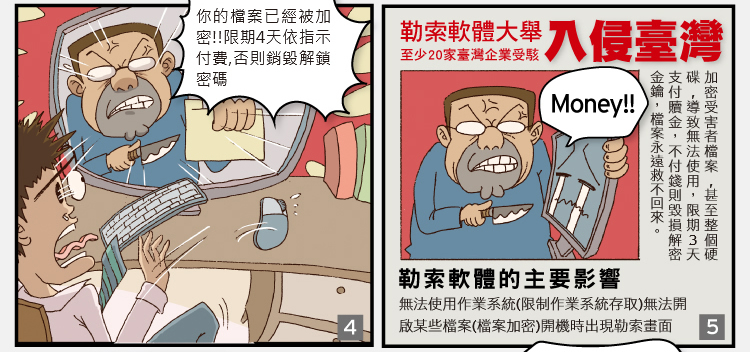 你的檔案已經被加
密!!限期4天依指示
付費,否則銷毀解鎖
密碼
4
勒索軟體大舉
至少20家臺灣企業受駭
入侵臺灣
Money!!
加密受害者檔案,甚至整個硬
碟,導致無法使用,限期3天
支付贖金,不付錢則毀損解密
金鑰,檔案永遠救不回來。
勒索軟體的主要影響
無法使用作業系統(限制作業系統存取)無法開
啟某些檔案(檔案加密)開機時出現勒索畫面
5